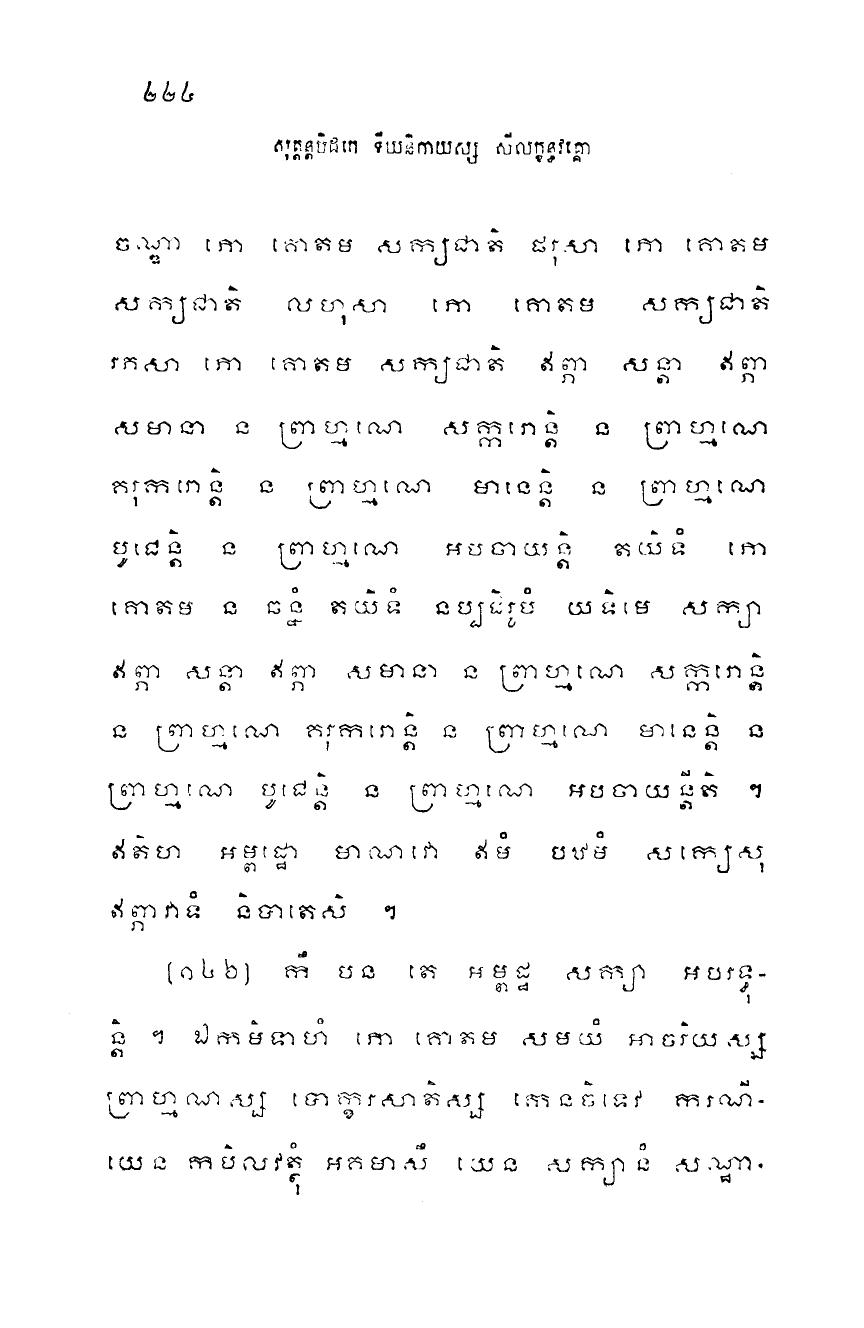 ២២៤
សុត្តន្តបិដកេ ទីឃនិកាយស្ស សីលក្ខន្ធវគ្គោ
ចណ្ឌា ភោ គោតម សក្យជាតិ ផរុសា ភោ គោតម
សក្យជាតិ លហុសា ភោ គោតម សក្យជាតិ
រភសា ភោ គោតម សក្យជាតិ ឥព្ភា សន្តា ឥព្ភា
សមានា ន ព្រាហ្មណេ សក្ករោន្តិ ន ព្រាហ្មណេ
គរុករោន្តិ ន ព្រាហ្មណេ មានេន្តិ ន ព្រាហ្មណេ
បូជេន្តិ ន ព្រាហ្មណេ អបចាយន្តិ តយិទំ ភោ
គោតម ន ច្ឆន្នំ តយិទំ នប្បដិរូបំ យទិមេ សក្យា
ឥព្ភា សន្តា ឥព្ភា សមានា ន ព្រាហ្មណេ សក្ករោន្តិ
ន ព្រាហ្មណេ គរុករោន្តិ ន ព្រាហ្មណេ មានេន្តិ ន
ព្រាហ្មណេ បូជេន្តិ ន ព្រាហ្មណេ អបចាយន្តីតិ ។
ឥតិហ អម្ពដ្ឋោ មាណវោ ឥមំ បឋមំ សក្យេសុ
ឥព្ភាវាទំ និបាតេសិ ។
[១៤២] កឹ បន តេ អម្ពដ្ឋ សក្យា អបរទ្ធុ-
ន្តិ ។ ឯកមិទាហំ ភោ គោតម សមយំ អាចរិយស្ស
ព្រាហ្មណស្ស បោក្ខរសាតិស្ស កេនចិទេវ ករណី-
យេន កបិលវត្ថុំ អគមាសឹ យេន សក្យានំ សណ្ឋា-